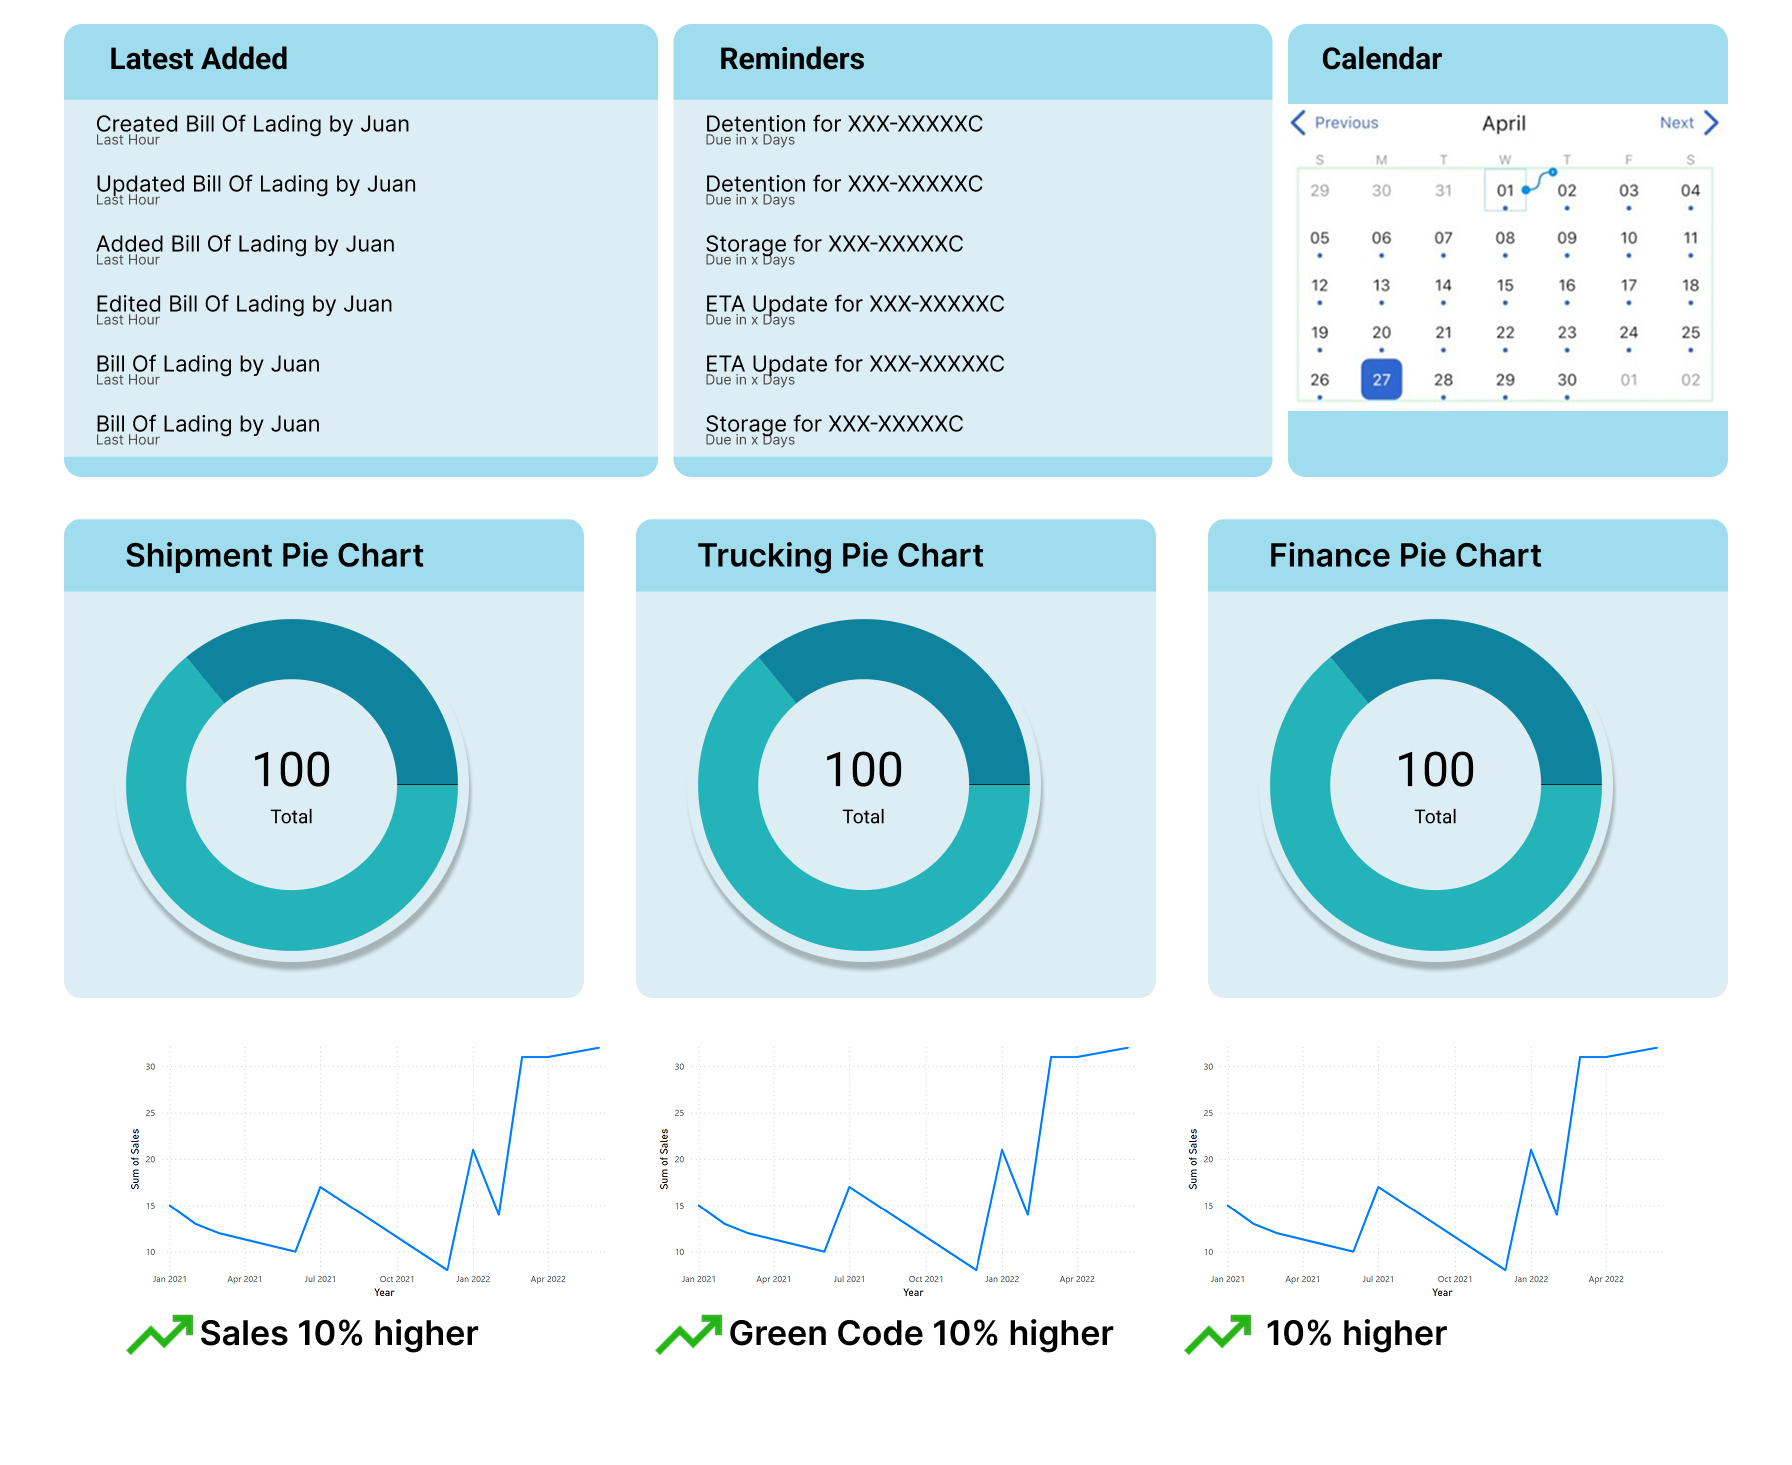 Latest Added
Created Bill Of Lading by Juan
Last Hour
Updated Bill Of Lading by Juan
Last Hour
Added Bill Of Lading by Juan
Last Hour
Edited Bill Of Lading by Juan
Last Hour
Bill Of Lading by Juan
Last Hour
Bill Of Lading by Juan
Last Hour
Reminders
Detention for XXX-XXXXXC
Due in x Days
Detention for XXX-XXXXXC
Due in x Days
Storage for XXX-XXXXXC
Due in x Days
ETA Update for XXX-XXXXXC
Due in x Days
ETA Update for XXX-XXXXXC
Due in x Days
Storage for XXX-XXXXXC
Due in x Days
Calendar
Previous April Next
S M T W T F S
29 30 31 01 02 03 04
05 06 07 08 09 10 11
12 13 14 15 16 17 18
19 20 21 22 23 24 25
26 27 28 29 30 01 02
Shipment Pie Chart
100
Total
Trucking Pie Chart
100
Total
Finance Pie Chart
100
Total
Sum of Sales
30
25
20
15
10
Jan 2021 Apr 2021 Jul 2021 Oct 2021 Jan 2022 Apr 2022
Year
Sales 10% higher
Sum of Sales
30
25
20
15
10
Jan 2021 Apr 2021 Jul 2021 Oct 2021 Jan 2022 Apr 2022
Year
Green Code 10% higher
Sum of Sales
30
25
20
15
10
Jan 2021 Apr 2021 Jul 2021 Oct 2021 Jan 2022 Apr 2022
Year
10% higher